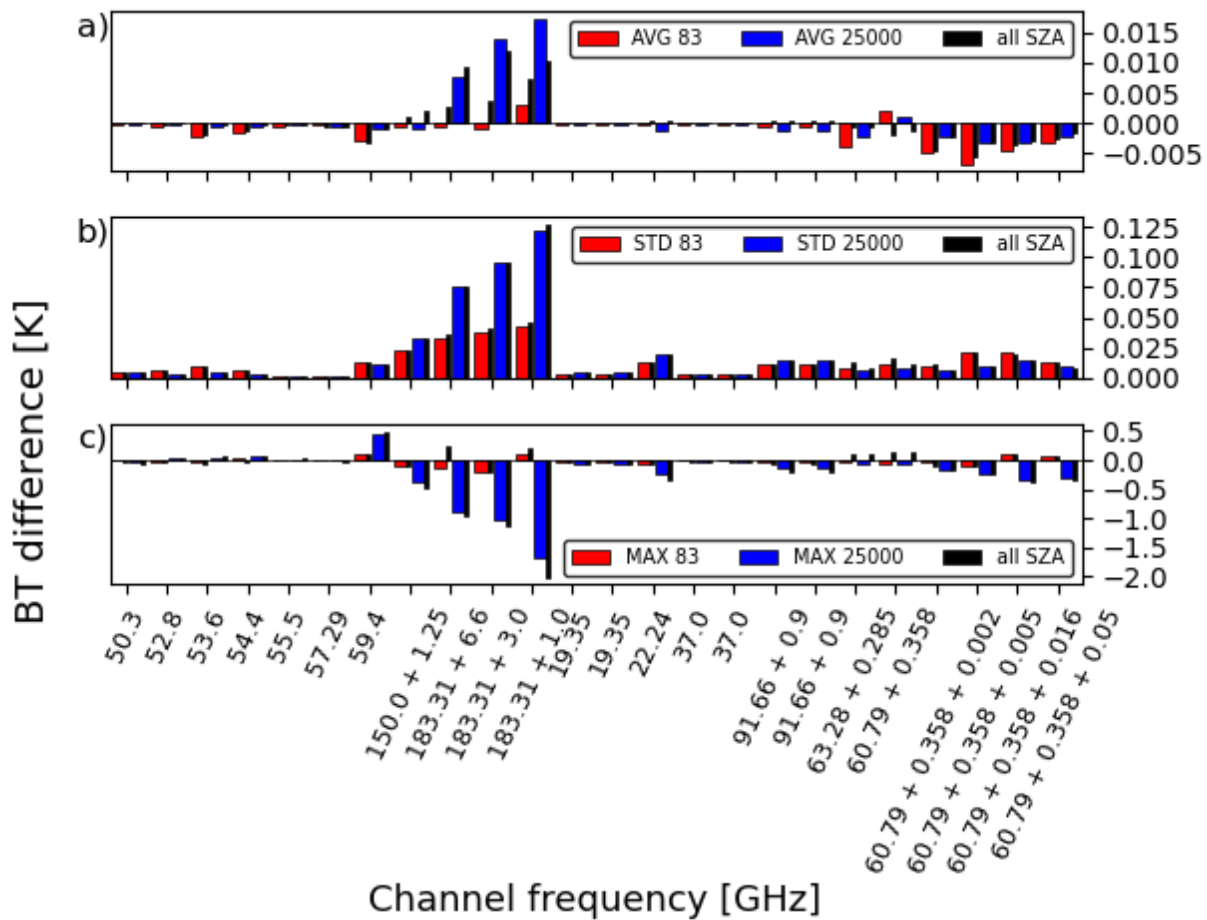 a)
AVG 83 AVG 25000 all SZA
0.015
0.010
0.005
0.000
−0.005
b)
STD 83 STD 25000 all SZA
0.125
0.100
0.075
0.050
0.025
0.000
c)
MAX 83 MAX 25000 all SZA
0.5
0.0
−0.5
−1.0
−1.5
−2.0
BT difference [K]
50.3
52.8
53.6
54.4
55.5
57.29
59.4
150.0 + 1.25
183.31 + 6.6
183.31 + 3.0
183.31 + 1.0
19.35
19.35
22.24
37.0
37.0
91.66 + 0.9
91.66 + 0.9
63.28 + 0.285
60.79 + 0.358
60.79 + 0.358 + 0.002
60.79 + 0.358 + 0.005
60.79 + 0.358 + 0.016
60.79 + 0.358 + 0.05
Channel frequency [GHz]